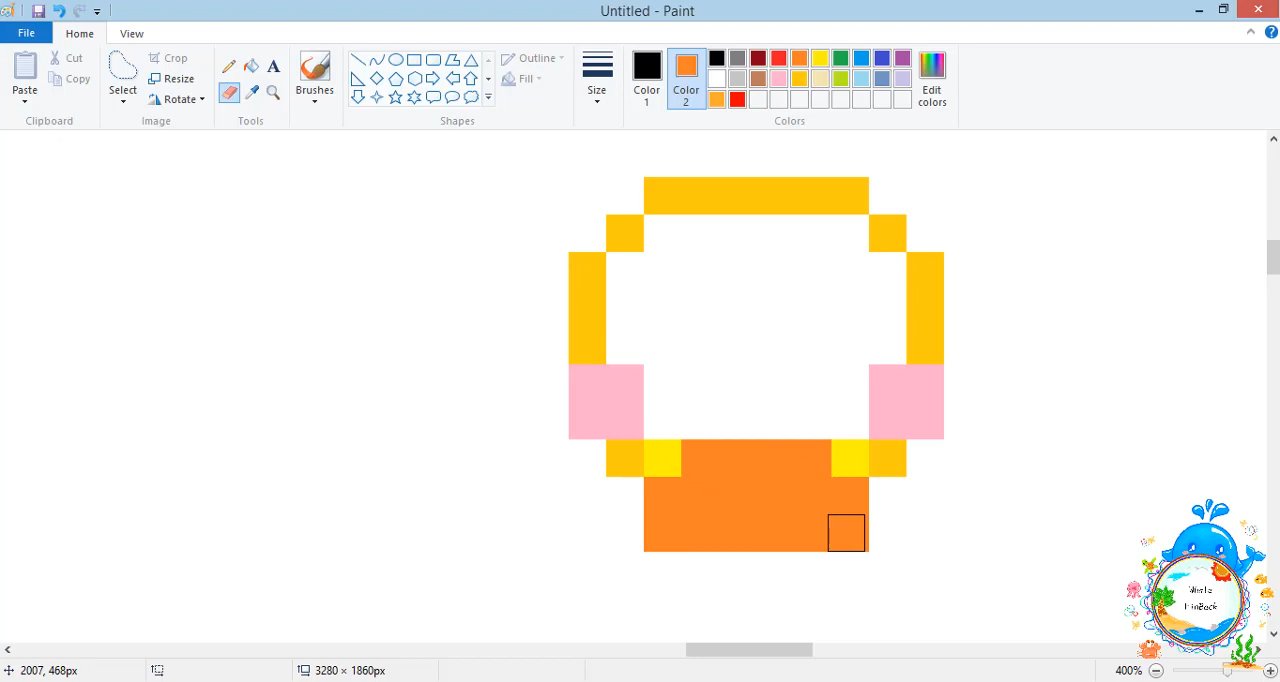 Untitled - Paint
File
Home
View
Paste
Cut
Copy
Clipboard
Select
Crop
Resize
Rotate
Image
A
Tools
Brushes
Outline
Fill
Shapes
Size
Color
1
Color
2
Edit
colors
Colors
2007, 468px
3280 × 1860px
400%